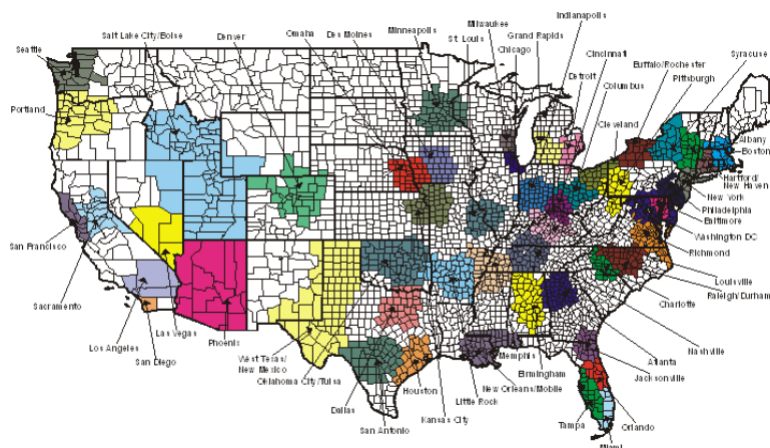 Indianapolis
Milwaukee
Grand Rapids
Minneapolis
St. Louis
Chicago
Des Moines
Omaha
Salt Lake City/Boise
Denver
Cincinnati
Detroit
Buffalo/Rochester
Syracuse
Seattle
Columbus
Pittsburgh
Portland
Cleveland
Albany
Boston
Hartford/
New Haven
New York
Philadelphia
Baltimore
Washington DC
San Francisco
Richmond
Louisville
Raleigh/Durham
Sacramento
Charlotte
Las Vegas
Los Angeles
Nashville
San Diego
Phoenix
West Texas/
New Mexico
Memphis
Atlanta
Oklahoma City/Tulsa
Birmingham
Jacksonville
Houston
New Orleans/Mobile
Dallas
Little Rock
Kansas City
Tampa
Orlando
San Antonio
Miami